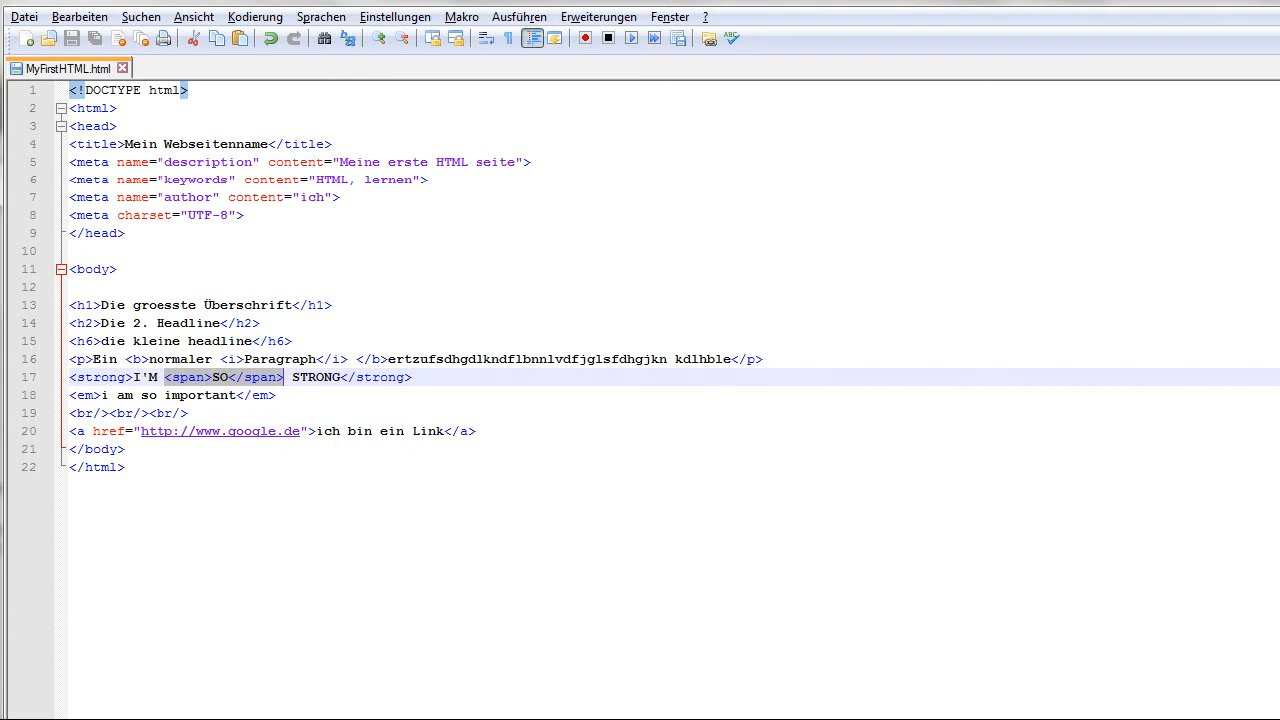 Datei Bearbeiten Suchen Ansicht Kodierung Sprachen Einstellungen Makro Ausführen Erweiterungen Fenster ?
MyFirstHTML.html
1 <!DOCTYPE html>
2 <html>
3 <head>
4 <title>Mein Webseitenname</title>
5 <meta name="description" content="Meine erste HTML seite">
6 <meta name="keywords" content="HTML, lernen">
7 <meta name="author" content="ich">
8 <meta charset="UTF-8">
9 </head>
10
11 <body>
12
13 <h1>Die groesste Überschrift</h1>
14 <h2>Die 2. Headline</h2>
15 <h6>die kleine headline</h6>
16 <p>Ein <b>normaler <i>Paragraph</i> </b>ertzufsdhgdlkndflbnnlvdfjglsfdhgjkn kdlhble</p>
17 <strong>I'M <span>SO</span> STRONG</strong>
18 <em>i am so important</em>
19 <br/><br/><br/>
20 <a href="http://www.google.de">ich bin ein Link</a>
21 </body>
22 </html>